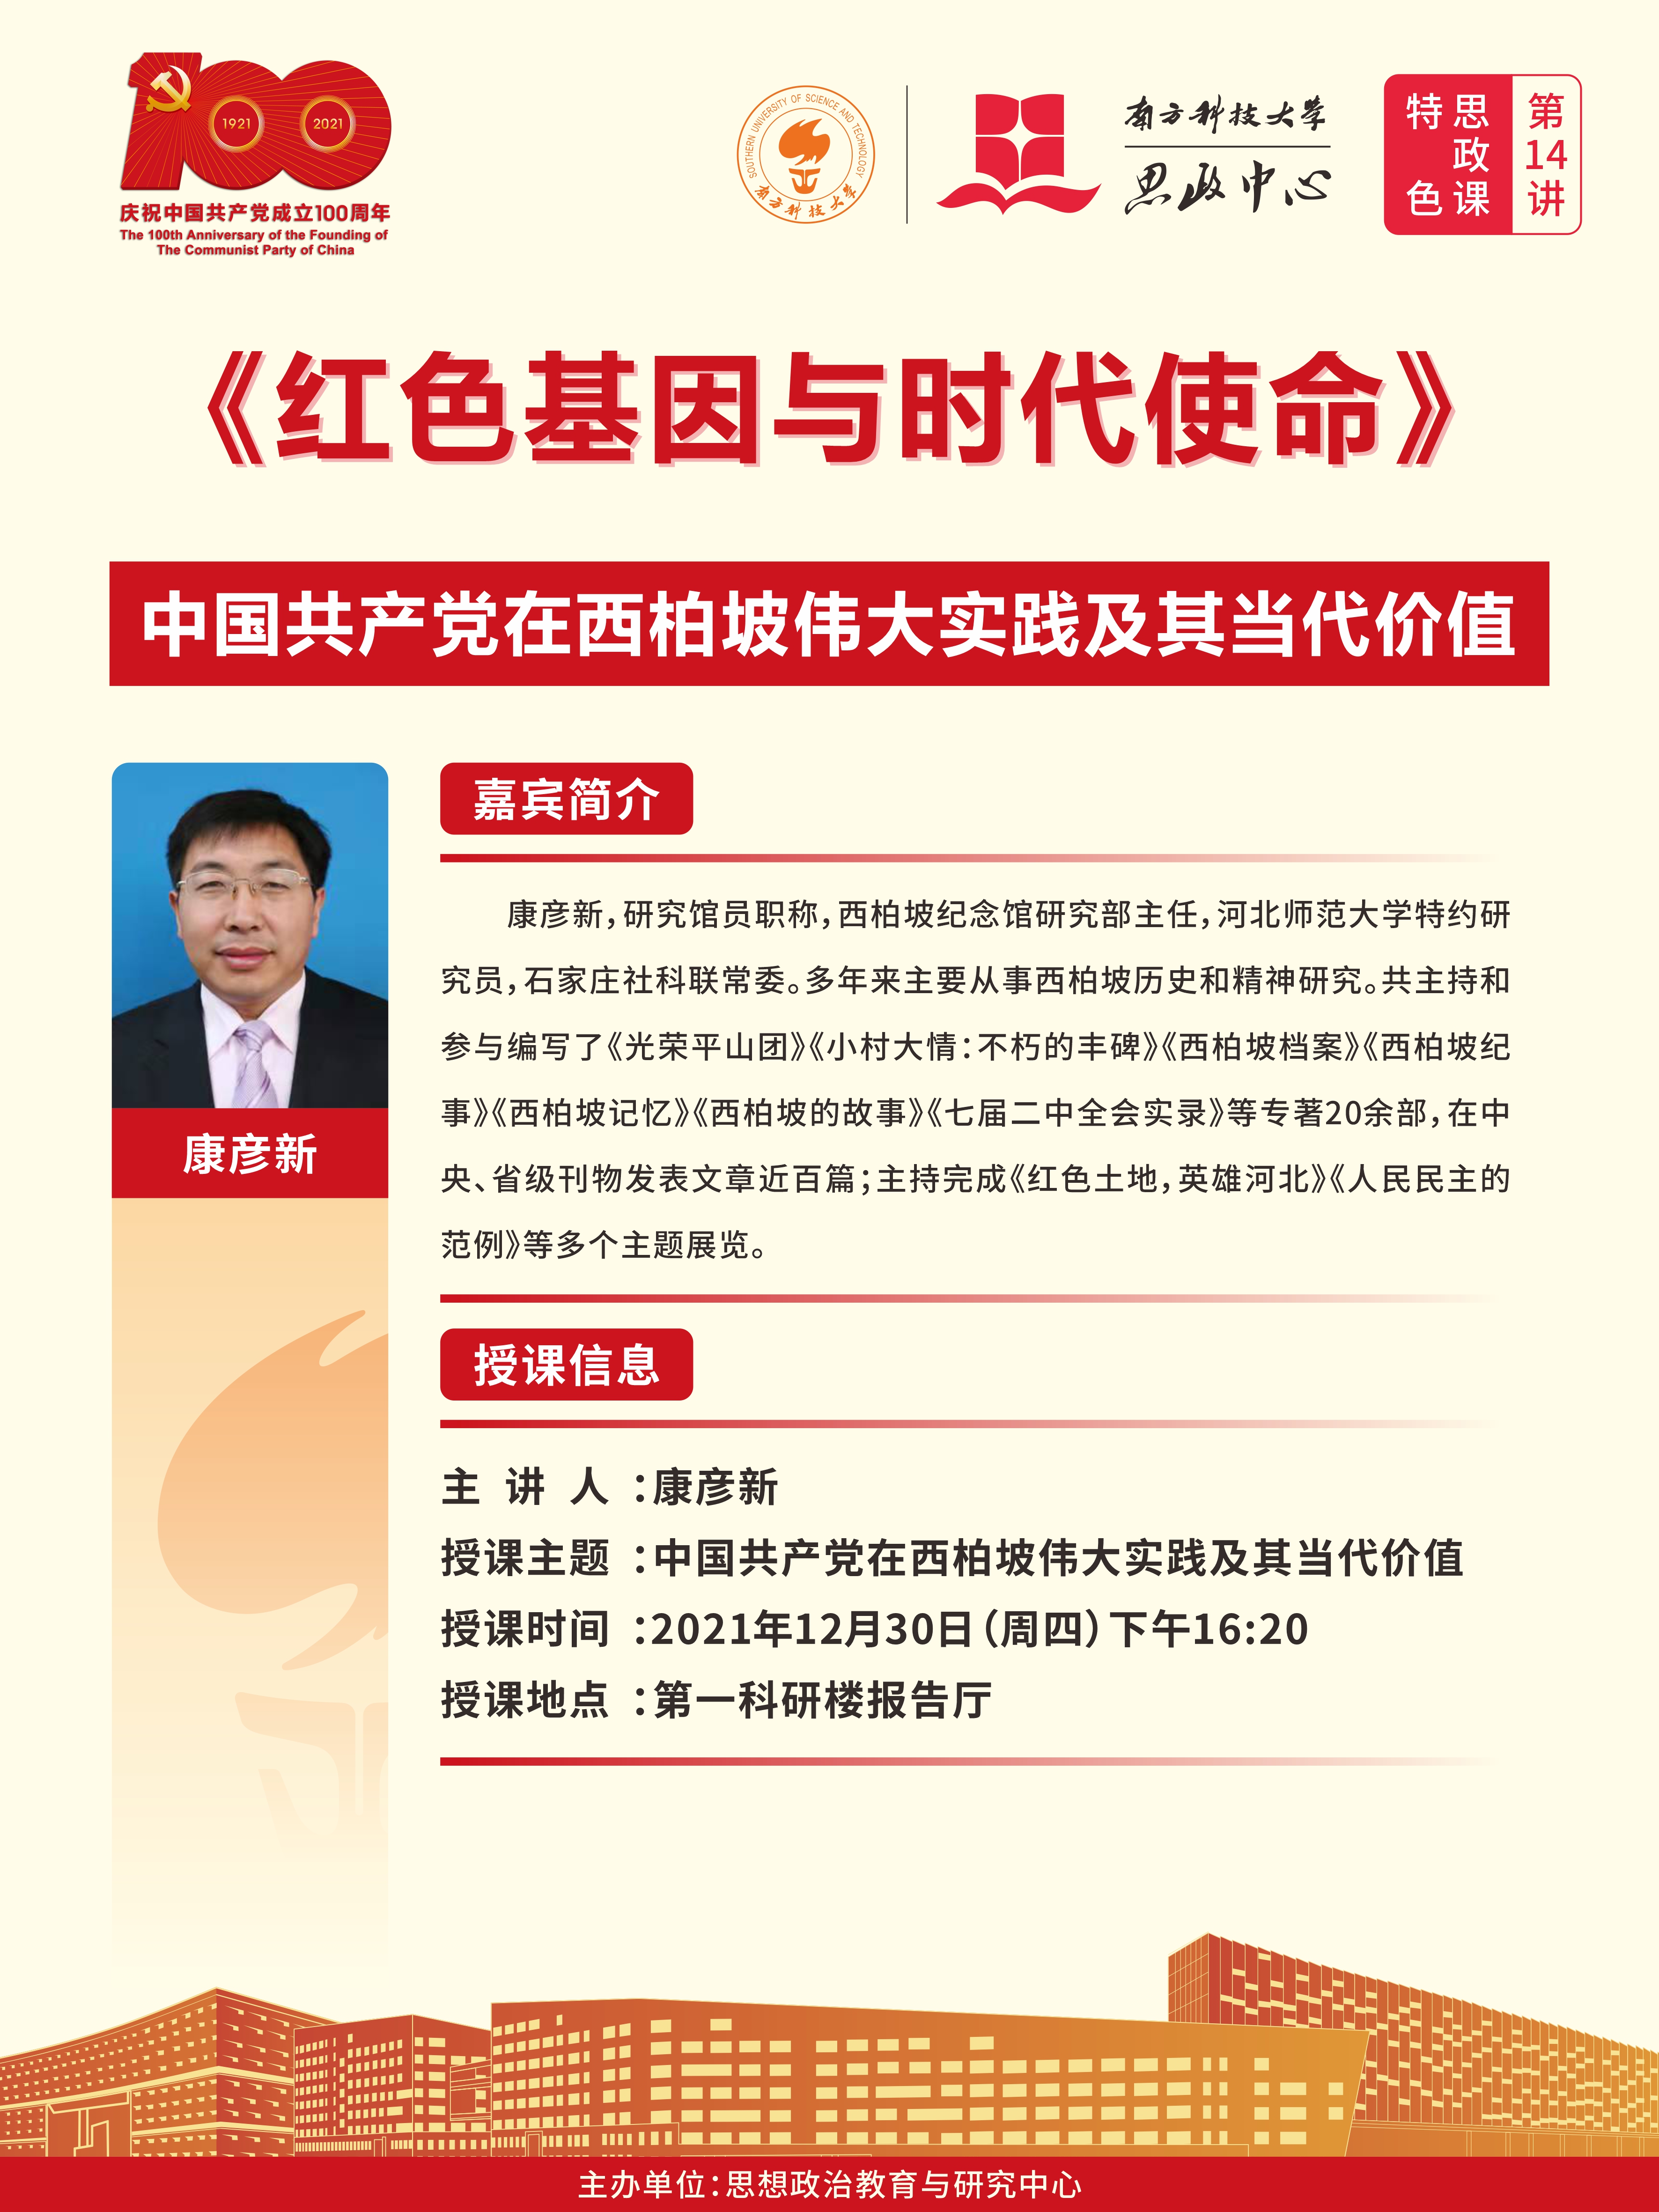 1921
2021
庆祝中国共产党成立100周年
The 100th Anniversary of the Founding of
The Communist Party of China
SOUTHERN UNIVERSITY OF SCIENCE AND TECHNOLOGY
南方科技大学
南方科技大学
思政中心
特色
思政课
第14讲
《红色基因与时代使命》
中国共产党在西柏坡伟大实践及其当代价值
康彦新
嘉宾简介
康彦新，研究馆员职称，西柏坡纪念馆研究部主任，河北师范大学特约研
究员，石家庄社科联常委。多年来主要从事西柏坡历史和精神研究。共主持和
参与编写了《光荣平山团》《小村大情：不朽的丰碑》《西柏坡档案》《西柏坡纪
事》《西柏坡记忆》《西柏坡的故事》《七届二中全会实录》等专著20余部，在中
央、省级刊物发表文章近百篇；主持完成《红色土地，英雄河北》《人民民主的
范例》等多个主题展览。
授课信息
主讲人：康彦新
授课主题：中国共产党在西柏坡伟大实践及其当代价值
授课时间：2021年12月30日（周四）下午16:20
授课地点：第一科研楼报告厅
主办单位：思想政治教育与研究中心